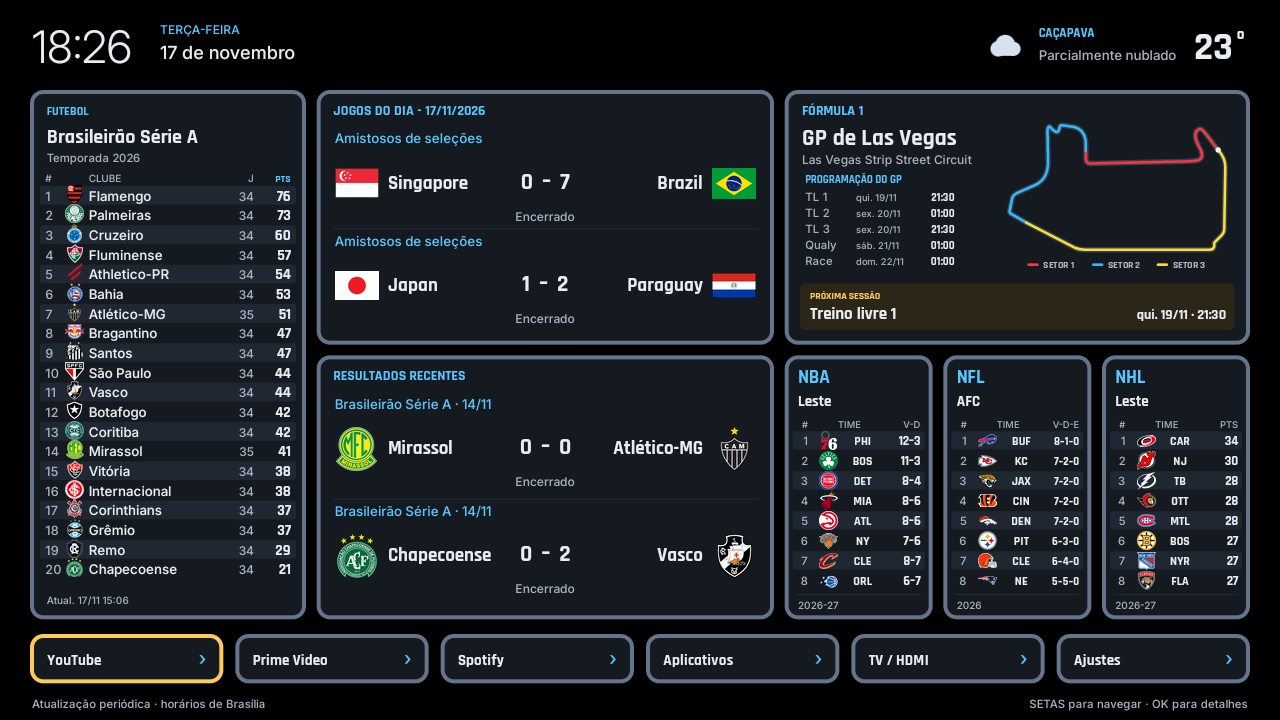 18:26
TERÇA-FEIRA
17 de novembro
CAÇAPAVA
Parcialmente nublado
23°
FUTEBOL
Brasileirão Série A
Temporada 2026
# CLUBE J PTS
1 Flamengo 34 76
2 Palmeiras 34 73
3 Cruzeiro 34 60
4 Fluminense 34 57
5 Athletico-PR 34 54
6 Bahia 34 53
7 Atlético-MG 35 51
8 Bragantino 34 47
9 Santos 34 47
10 São Paulo 34 44
11 Vasco 34 44
12 Botafogo 34 42
13 Coritiba 34 42
14 Mirassol 35 41
15 Vitória 34 38
16 Internacional 34 38
17 Corinthians 34 37
18 Grêmio 34 37
19 Remo 34 29
20 Chapecoense 34 21
Atual. 17/11 15:06
JOGOS DO DIA - 17/11/2026
Amistosos de seleções
Singapore 0 - 7 Brazil
Encerrado
Amistosos de seleções
Japan 1 - 2 Paraguay
Encerrado
RESULTADOS RECENTES
Brasileirão Série A · 14/11
Mirassol 0 - 0 Atlético-MG
Encerrado
Brasileirão Série A · 14/11
Chapecoense 0 - 2 Vasco
Encerrado
FÓRMULA 1
GP de Las Vegas
Las Vegas Strip Street Circuit
PROGRAMAÇÃO DO GP
TL 1 qui. 19/11 21:30
TL 2 sex. 20/11 01:00
TL 3 sex. 20/11 21:30
Qualy sáb. 21/11 01:00
Race dom. 22/11 01:00
SETOR 1 SETOR 2 SETOR 3
PRÓXIMA SESSÃO
Treino livre 1 qui. 19/11 · 21:30
NBA
Leste
# TIME V-D
1 PHI 12-3
2 BOS 11-3
3 DET 8-4
4 MIA 8-6
5 ATL 8-6
6 NY 7-6
7 CLE 8-7
8 ORL 6-7
2026-27
NFL
AFC
# TIME V-D-E
1 BUF 8-1-0
2 KC 7-2-0
3 JAX 7-2-0
4 CIN 7-2-0
5 DEN 7-2-0
6 PIT 6-3-0
7 CLE 6-4-0
8 NE 5-5-0
2026
NHL
Leste
# TIME PTS
1 CAR 34
2 NJ 30
3 TB 28
4 OTT 28
5 MTL 28
6 BOS 27
7 NYR 27
8 FLA 27
2026-27
YouTube ›
Prime Video ›
Spotify ›
Aplicativos ›
TV / HDMI ›
Ajustes ›
Atualização periódica · horários de Brasília
SETAS para navegar · OK para detalhes